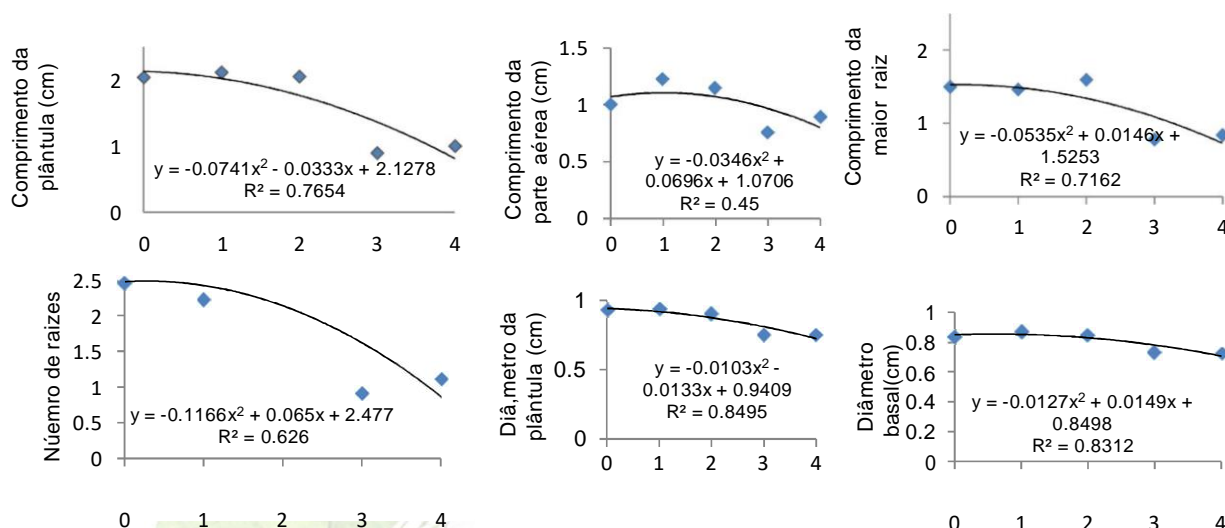 Comprimento da
plântula (cm)
2
1
0
y = -0.0741x² - 0.0333x + 2.1278
R² = 0.7654
0 1 2 3 4
Comprimento da
parte aérea (cm)
1.5
1
0.5
0
y = -0.0346x² +
0.0696x + 1.0706
R² = 0.45
0 1 2 3 4
Comprimento da
maior raiz
2
1
0
y = -0.0535x² + 0.0146x +
1.5253
R² = 0.7162
0 1 2 3 4
Núemro de raizes
2.5
2
1.5
1
0.5
0
y = -0.1166x² + 0.065x + 2.477
R² = 0.626
0 1 2 3 4
Diâ,metro da
plântula (cm)
1
0.5
0
y = -0.0103x² -
0.0133x + 0.9409
R² = 0.8495
0 1 2 3 4
Diâmetro
basal(cm)
1
0.8
0.6
0.4
0.2
0
y = -0.0127x² + 0.0149x +
0.8498
R² = 0.8312
0 1 2 3 4